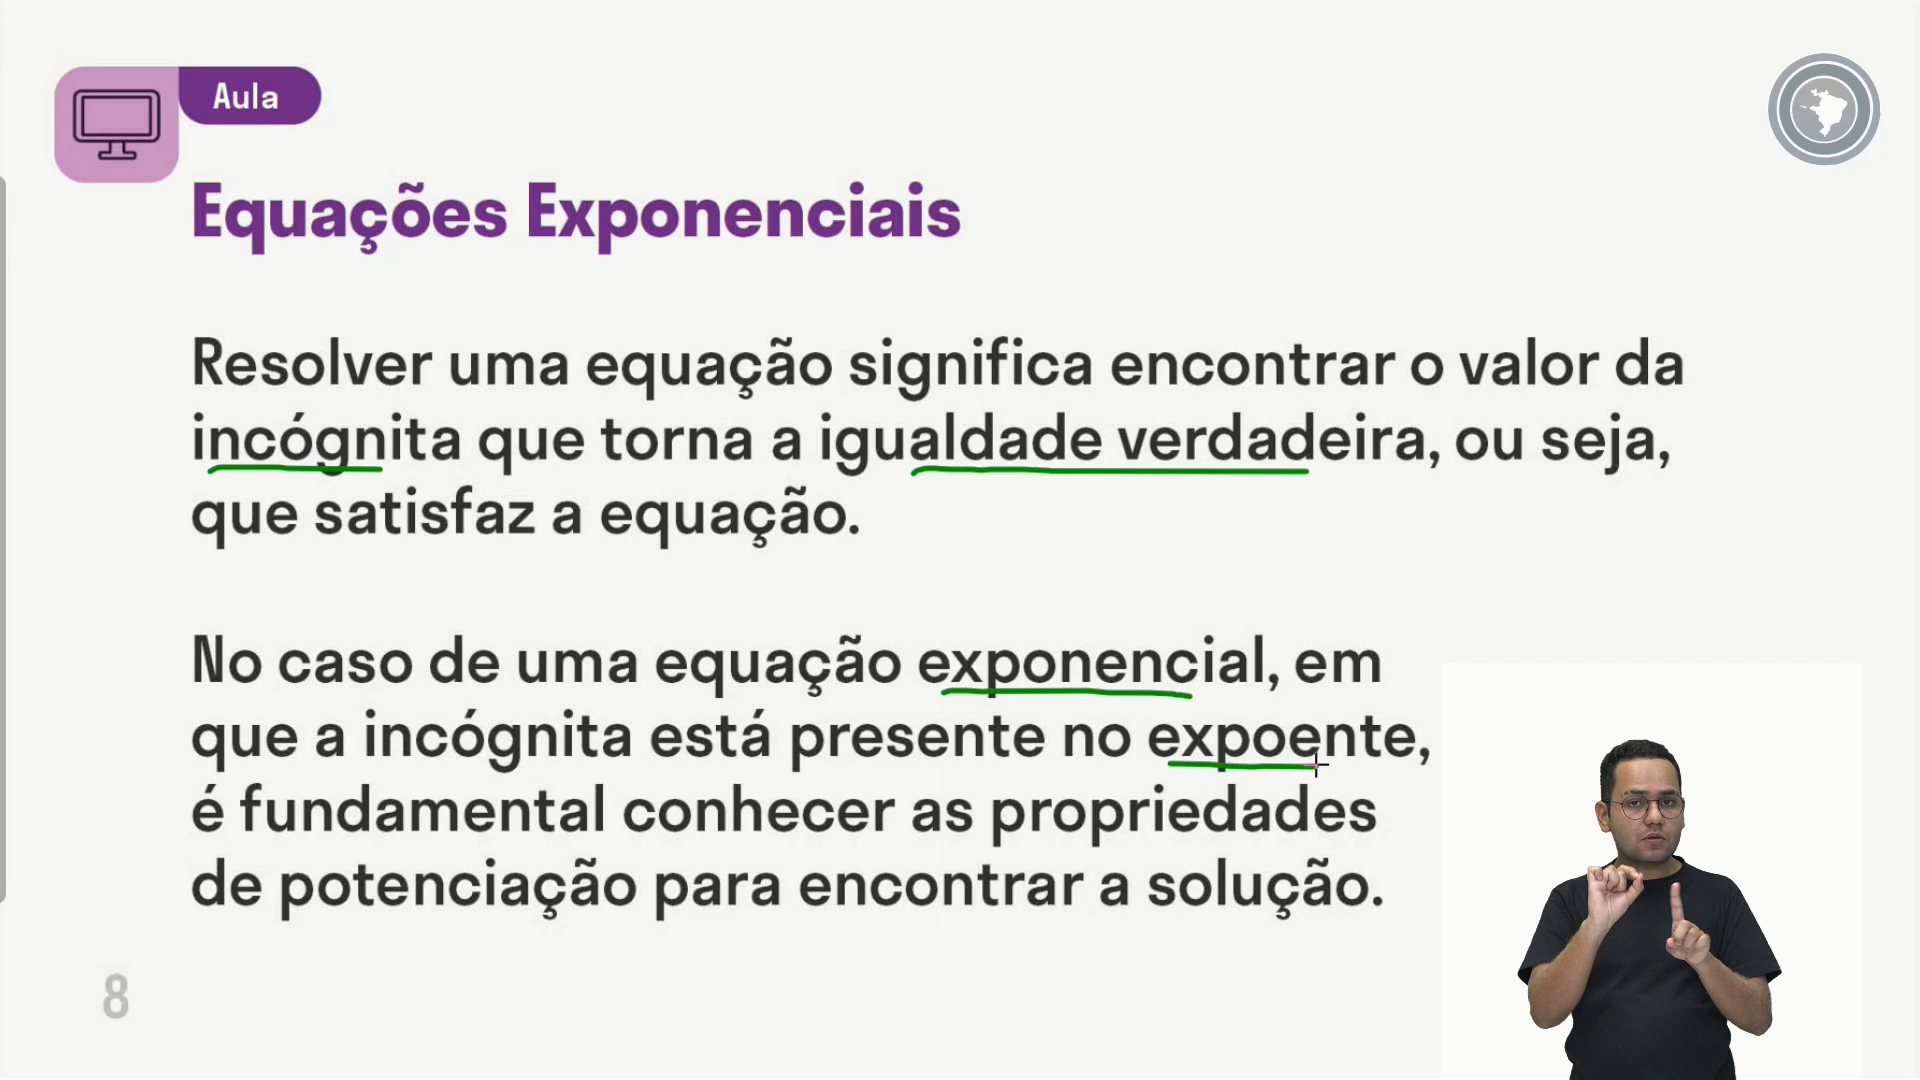 Aula
Equações Exponenciais
Resolver uma equação significa encontrar o valor da
incógnita que torna a igualdade verdadeira, ou seja,
que satisfaz a equação.
No caso de uma equação exponencial, em
que a incógnita está presente no expoente,
é fundamental conhecer as propriedades
de potenciação para encontrar a solução.
8